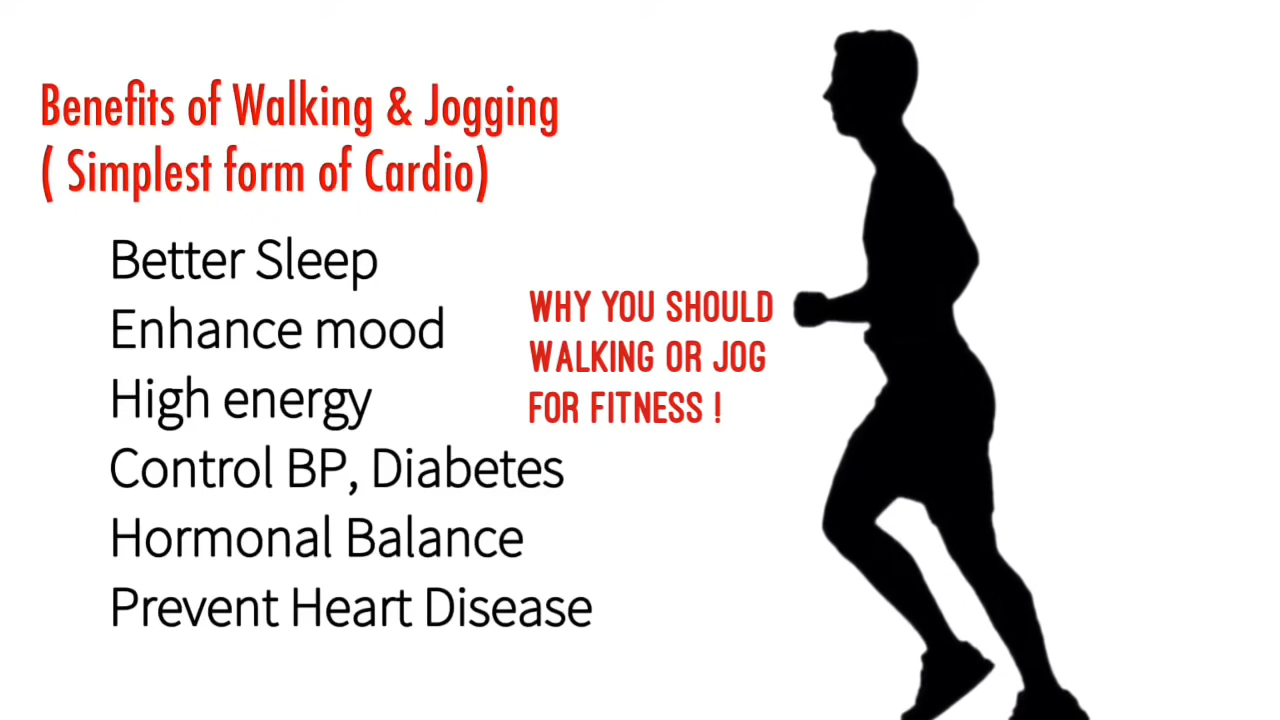 Benefits of Walking & Jogging
( Simplest form of Cardio)
Better Sleep
Enhance mood
High energy
Control BP, Diabetes
Hormonal Balance
Prevent Heart Disease
WHY YOU SHOULD
WALKING OR JOG
FOR FITNESS !